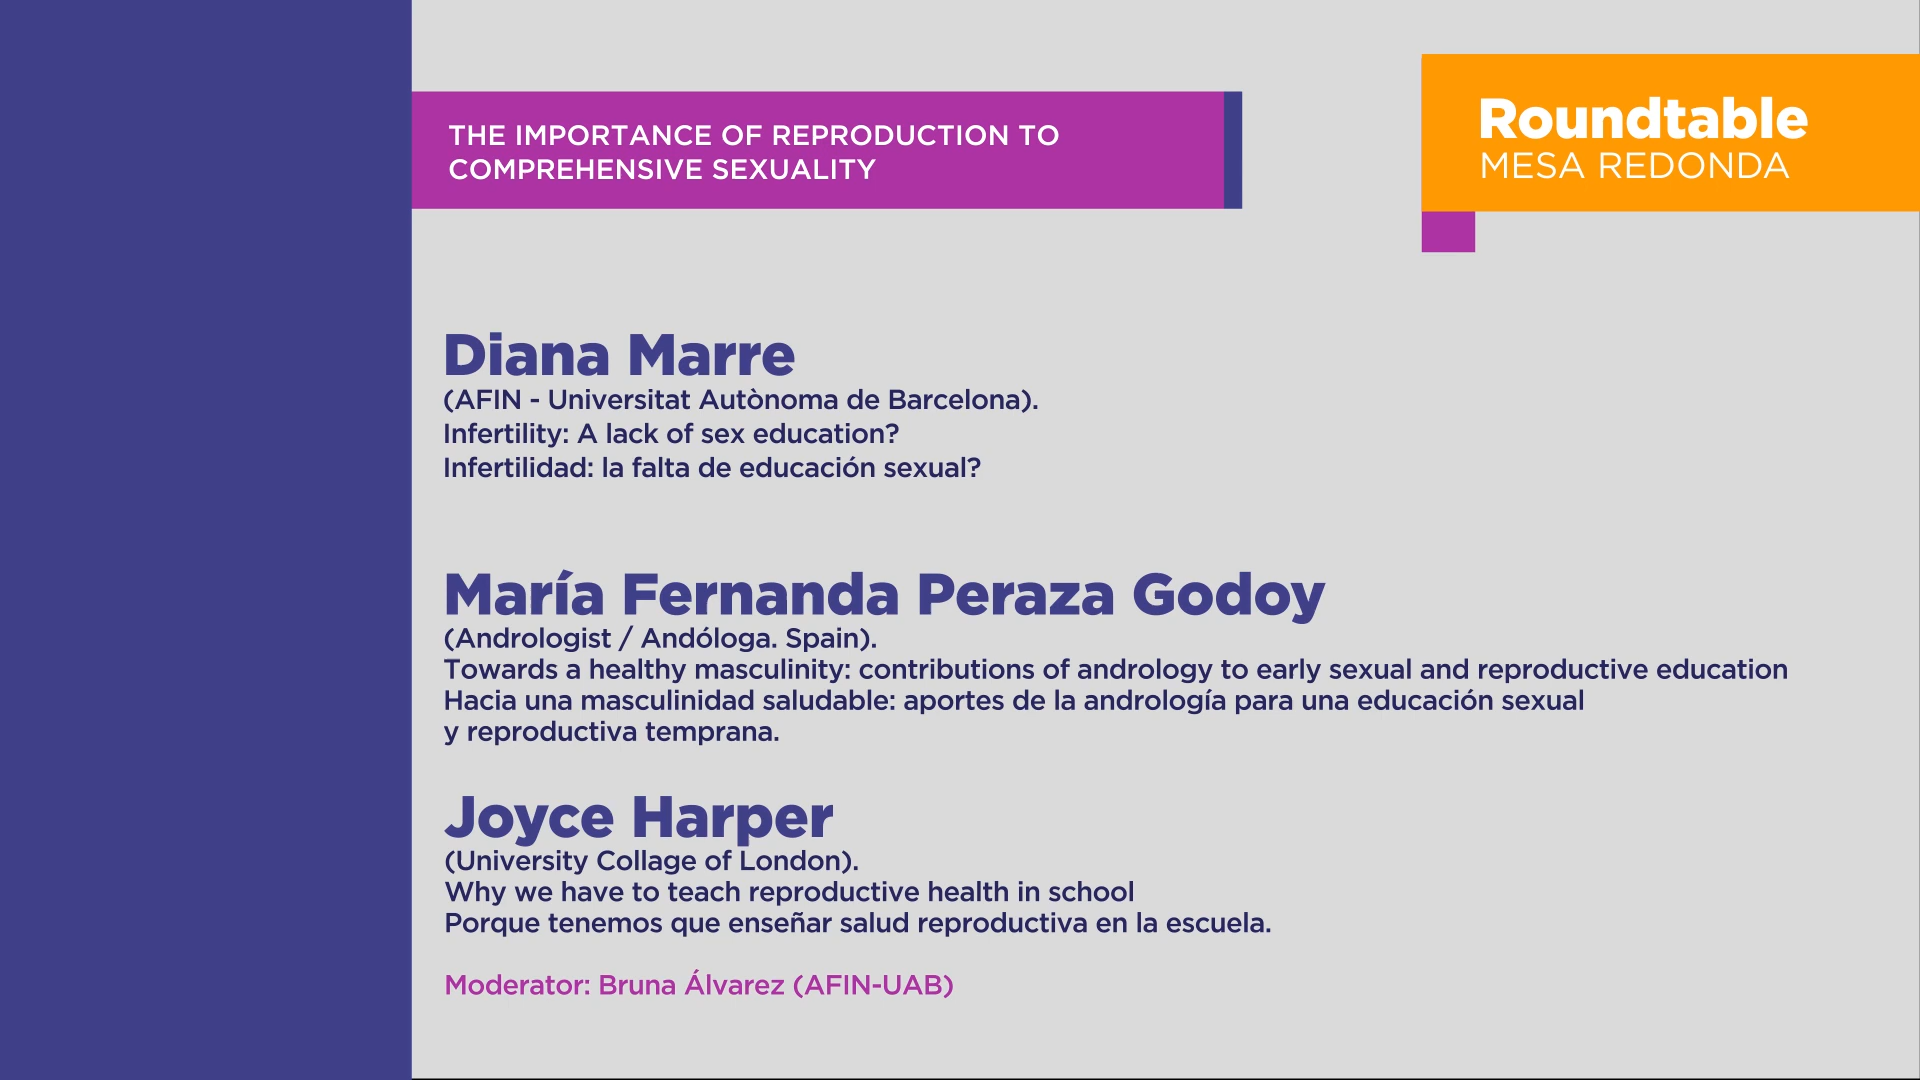 THE IMPORTANCE OF REPRODUCTION TO
COMPREHENSIVE SEXUALITY
Roundtable
MESA REDONDA
Diana Marre
(AFIN - Universitat Autònoma de Barcelona).
Infertility: A lack of sex education?
Infertilidad: la falta de educación sexual?
María Fernanda Peraza Godoy
(Andrologist / Andóloga. Spain).
Towards a healthy masculinity: contributions of andrology to early sexual and reproductive education
Hacia una masculinidad saludable: aportes de la andrología para una educación sexual
y reproductiva temprana.
Joyce Harper
(University Collage of London).
Why we have to teach reproductive health in school
Porque tenemos que enseñar salud reproductiva en la escuela.
Moderator: Bruna Álvarez (AFIN-UAB)